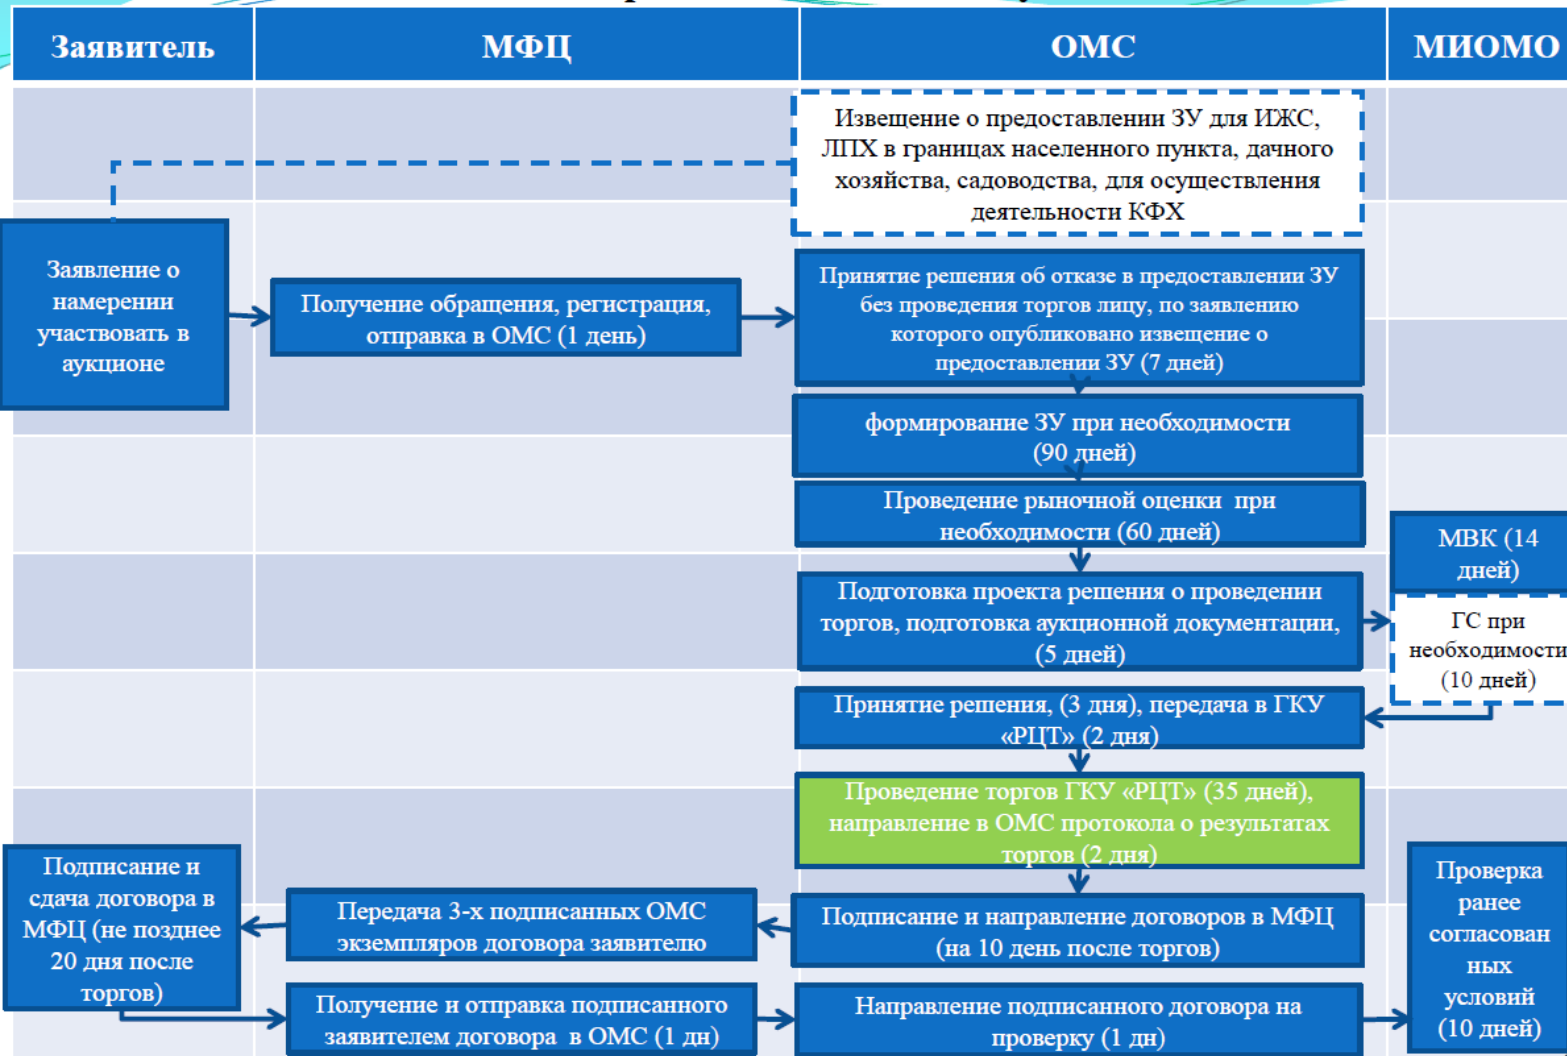 Заявитель
МФЦ
ОМС
МИОМО
Извещение о предоставлении ЗУ для ИЖС,
ЛПХ в границах населенного пункта, дачного
хозяйства, садоводства, для осуществления
деятельности КФХ
Заявление о
намерении
участвовать в
аукционе
Получение обращения, регистрация,
отправка в ОМС (1 день)
Принятие решения об отказе в предоставлении ЗУ
без проведения торгов лицу, по заявлению
которого опубликовано извещение о
предоставлении ЗУ (7 дней)
формирование ЗУ при необходимости
(90 дней)
Проведение рыночной оценки при
необходимости (60 дней)
МВК (14
дней)
Подготовка проекта решения о проведении
торгов, подготовка аукционной документации,
(5 дней)
ГС при
необходимости
(10 дней)
Принятие решения, (3 дня), передача в ГКУ
«РЦТ» (2 дня)
Проведение торгов ГКУ «РЦТ» (35 дней),
направление в ОМС протокола о результатах
торгов (2 дня)
Подписание и
сдача договора в
МФЦ (не позднее
20 дня после
торгов)
Передача 3-х подписанных ОМС
экземпляров договора заявителю
Подписание и направление договоров в МФЦ
(на 10 день после торгов)
Проверка
ранее
согласован
ных
условий
(10 дней)
Получение и отправка подписанного
заявителем договора в ОМС (1 дн)
Направление подписанного договора на
проверку (1 дн)